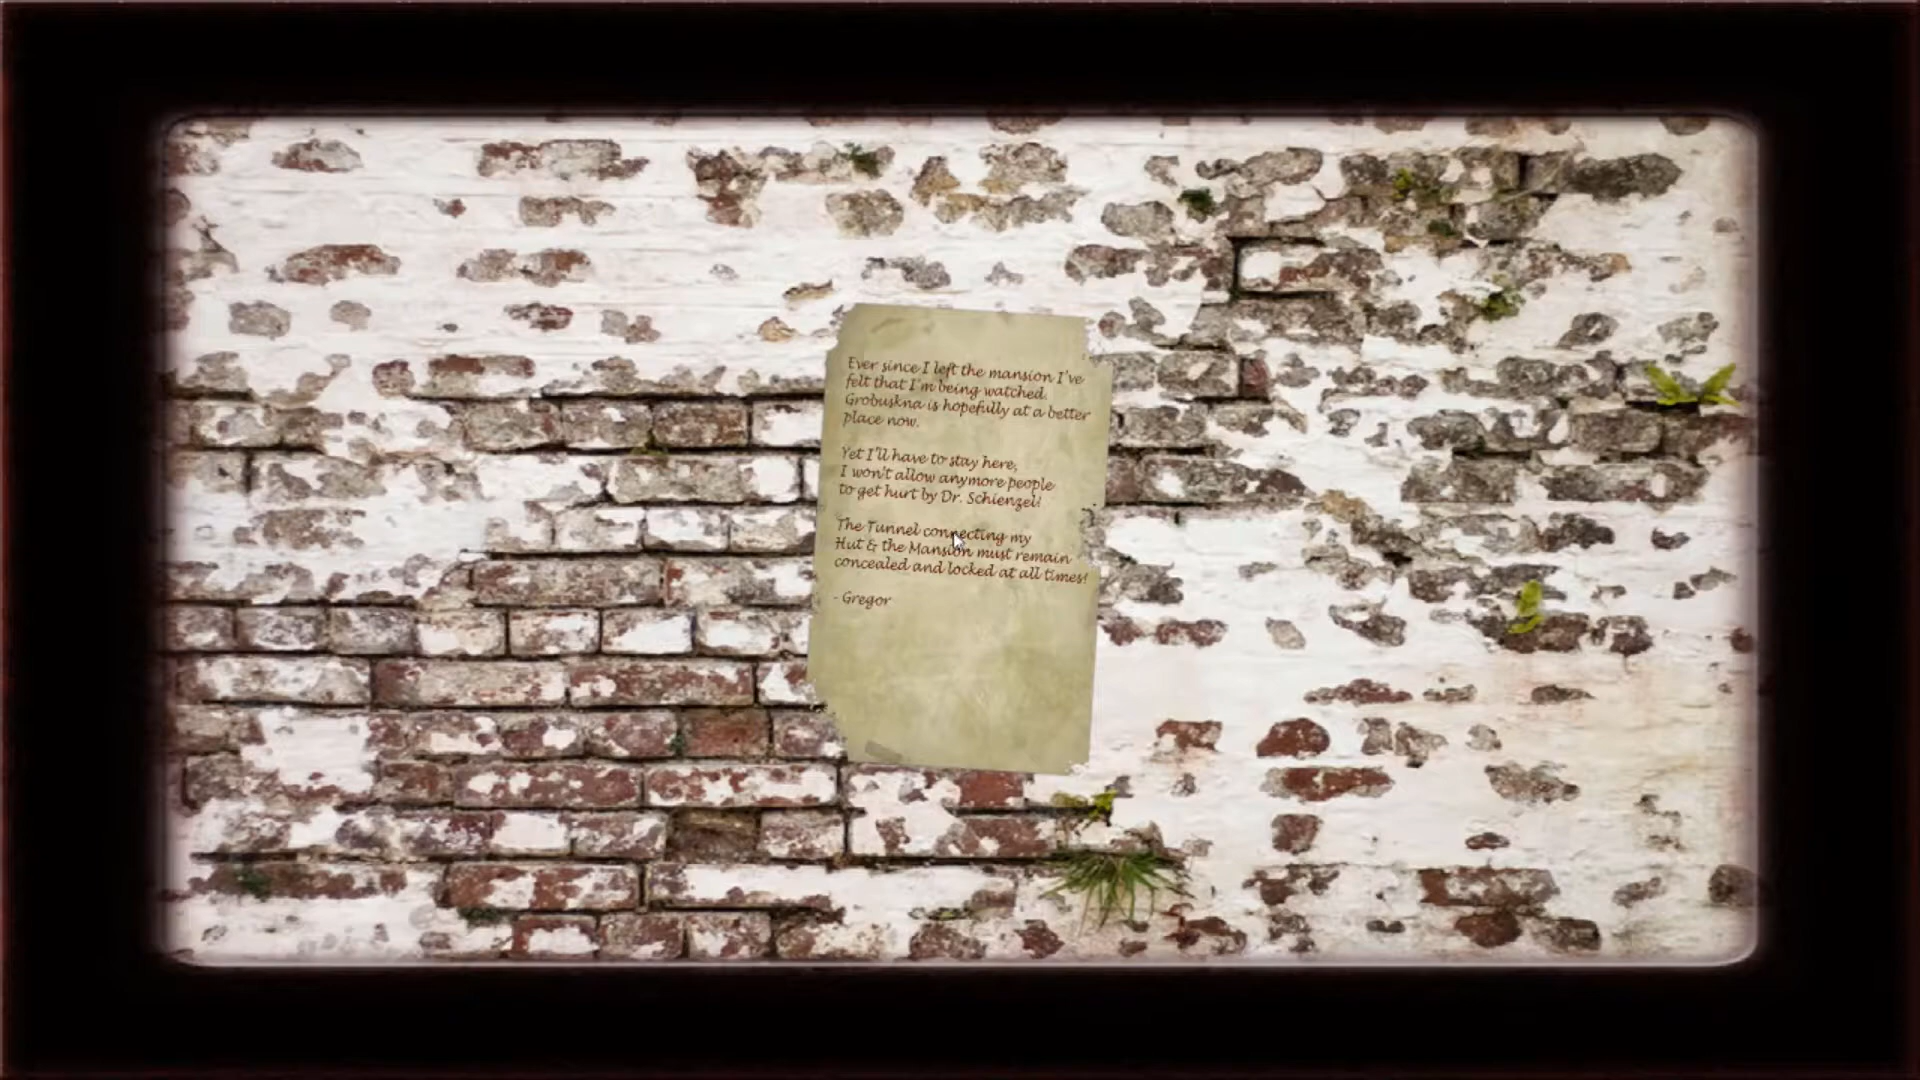 Ever since I left the mansion I've
felt that I'm being watched.
Grobuskna is hopefully at a better
place now.
Yet I'll have to stay here,
I won't allow anymore people
to get hurt by Dr. Schienzel!
The Tunnel connecting my
Hut & the Mansion must remain
concealed and locked at all times!
- Gregor